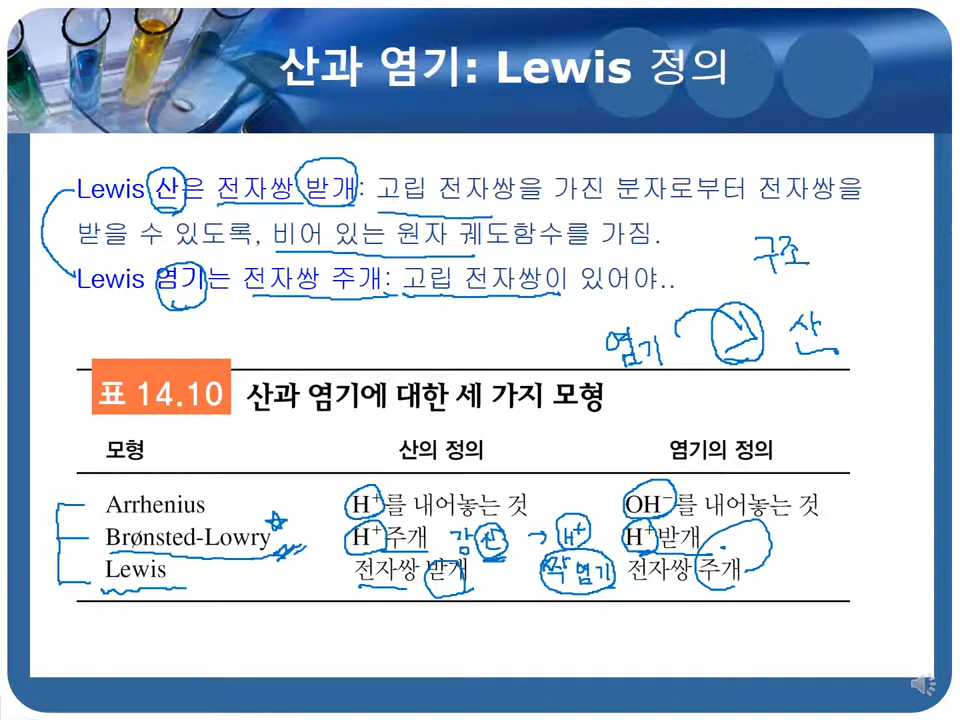 산과 염기: Lewis 정의
Lewis 산은 전자쌍 받개: 고립 전자쌍을 가진 분자로부터 전자쌍을
받을 수 있도록, 비어 있는 원자 궤도함수를 가짐.
구조
Lewis 염기는 전자쌍 주개: 고립 전자쌍이 있어야..
염기 산
표 14.10 산과 염기에 대한 세 가지 모형
모형 산의 정의 염기의 정의
Arrhenius H⁺를 내어놓는 것 OH⁻를 내어놓는 것
Brønsted-Lowry H⁺주개 강산 → H⁺ H⁺받개
Lewis 전자쌍 받개 짝염기 전자쌍 주개